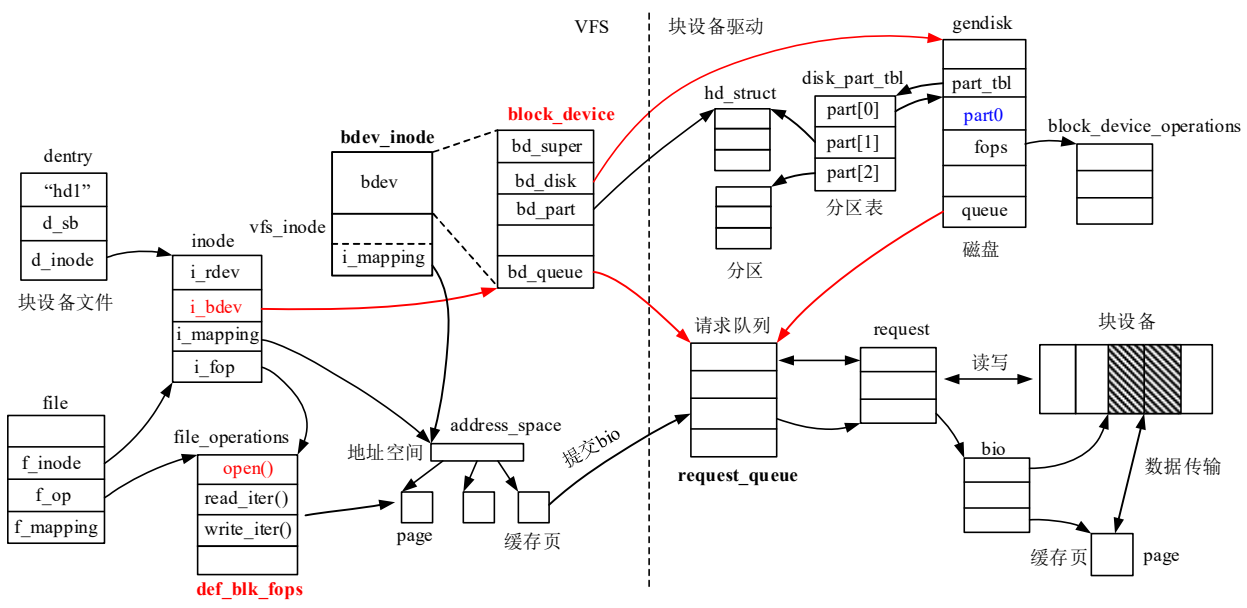 VFS
块设备驱动
gendisk
part_tbl
part0
fops
queue
磁盘
disk_part_tbl
part[0]
part[1]
part[2]
分区表
hd_struct
分区
block_device_operations
block_device
bd_super
bd_disk
bd_part
bd_queue
bdev_inode
bdev
vfs_inode
i_mapping
dentry
“hd1”
d_sb
d_inode
块设备文件
inode
i_rdev
i_bdev
i_mapping
i_fop
file
f_inode
f_op
f_mapping
file_operations
open()
read_iter()
write_iter()
def_blk_fops
地址空间
address_space
page
缓存页
提交bio
请求队列
request_queue
request
读写
块设备
bio
数据传输
缓存页
page